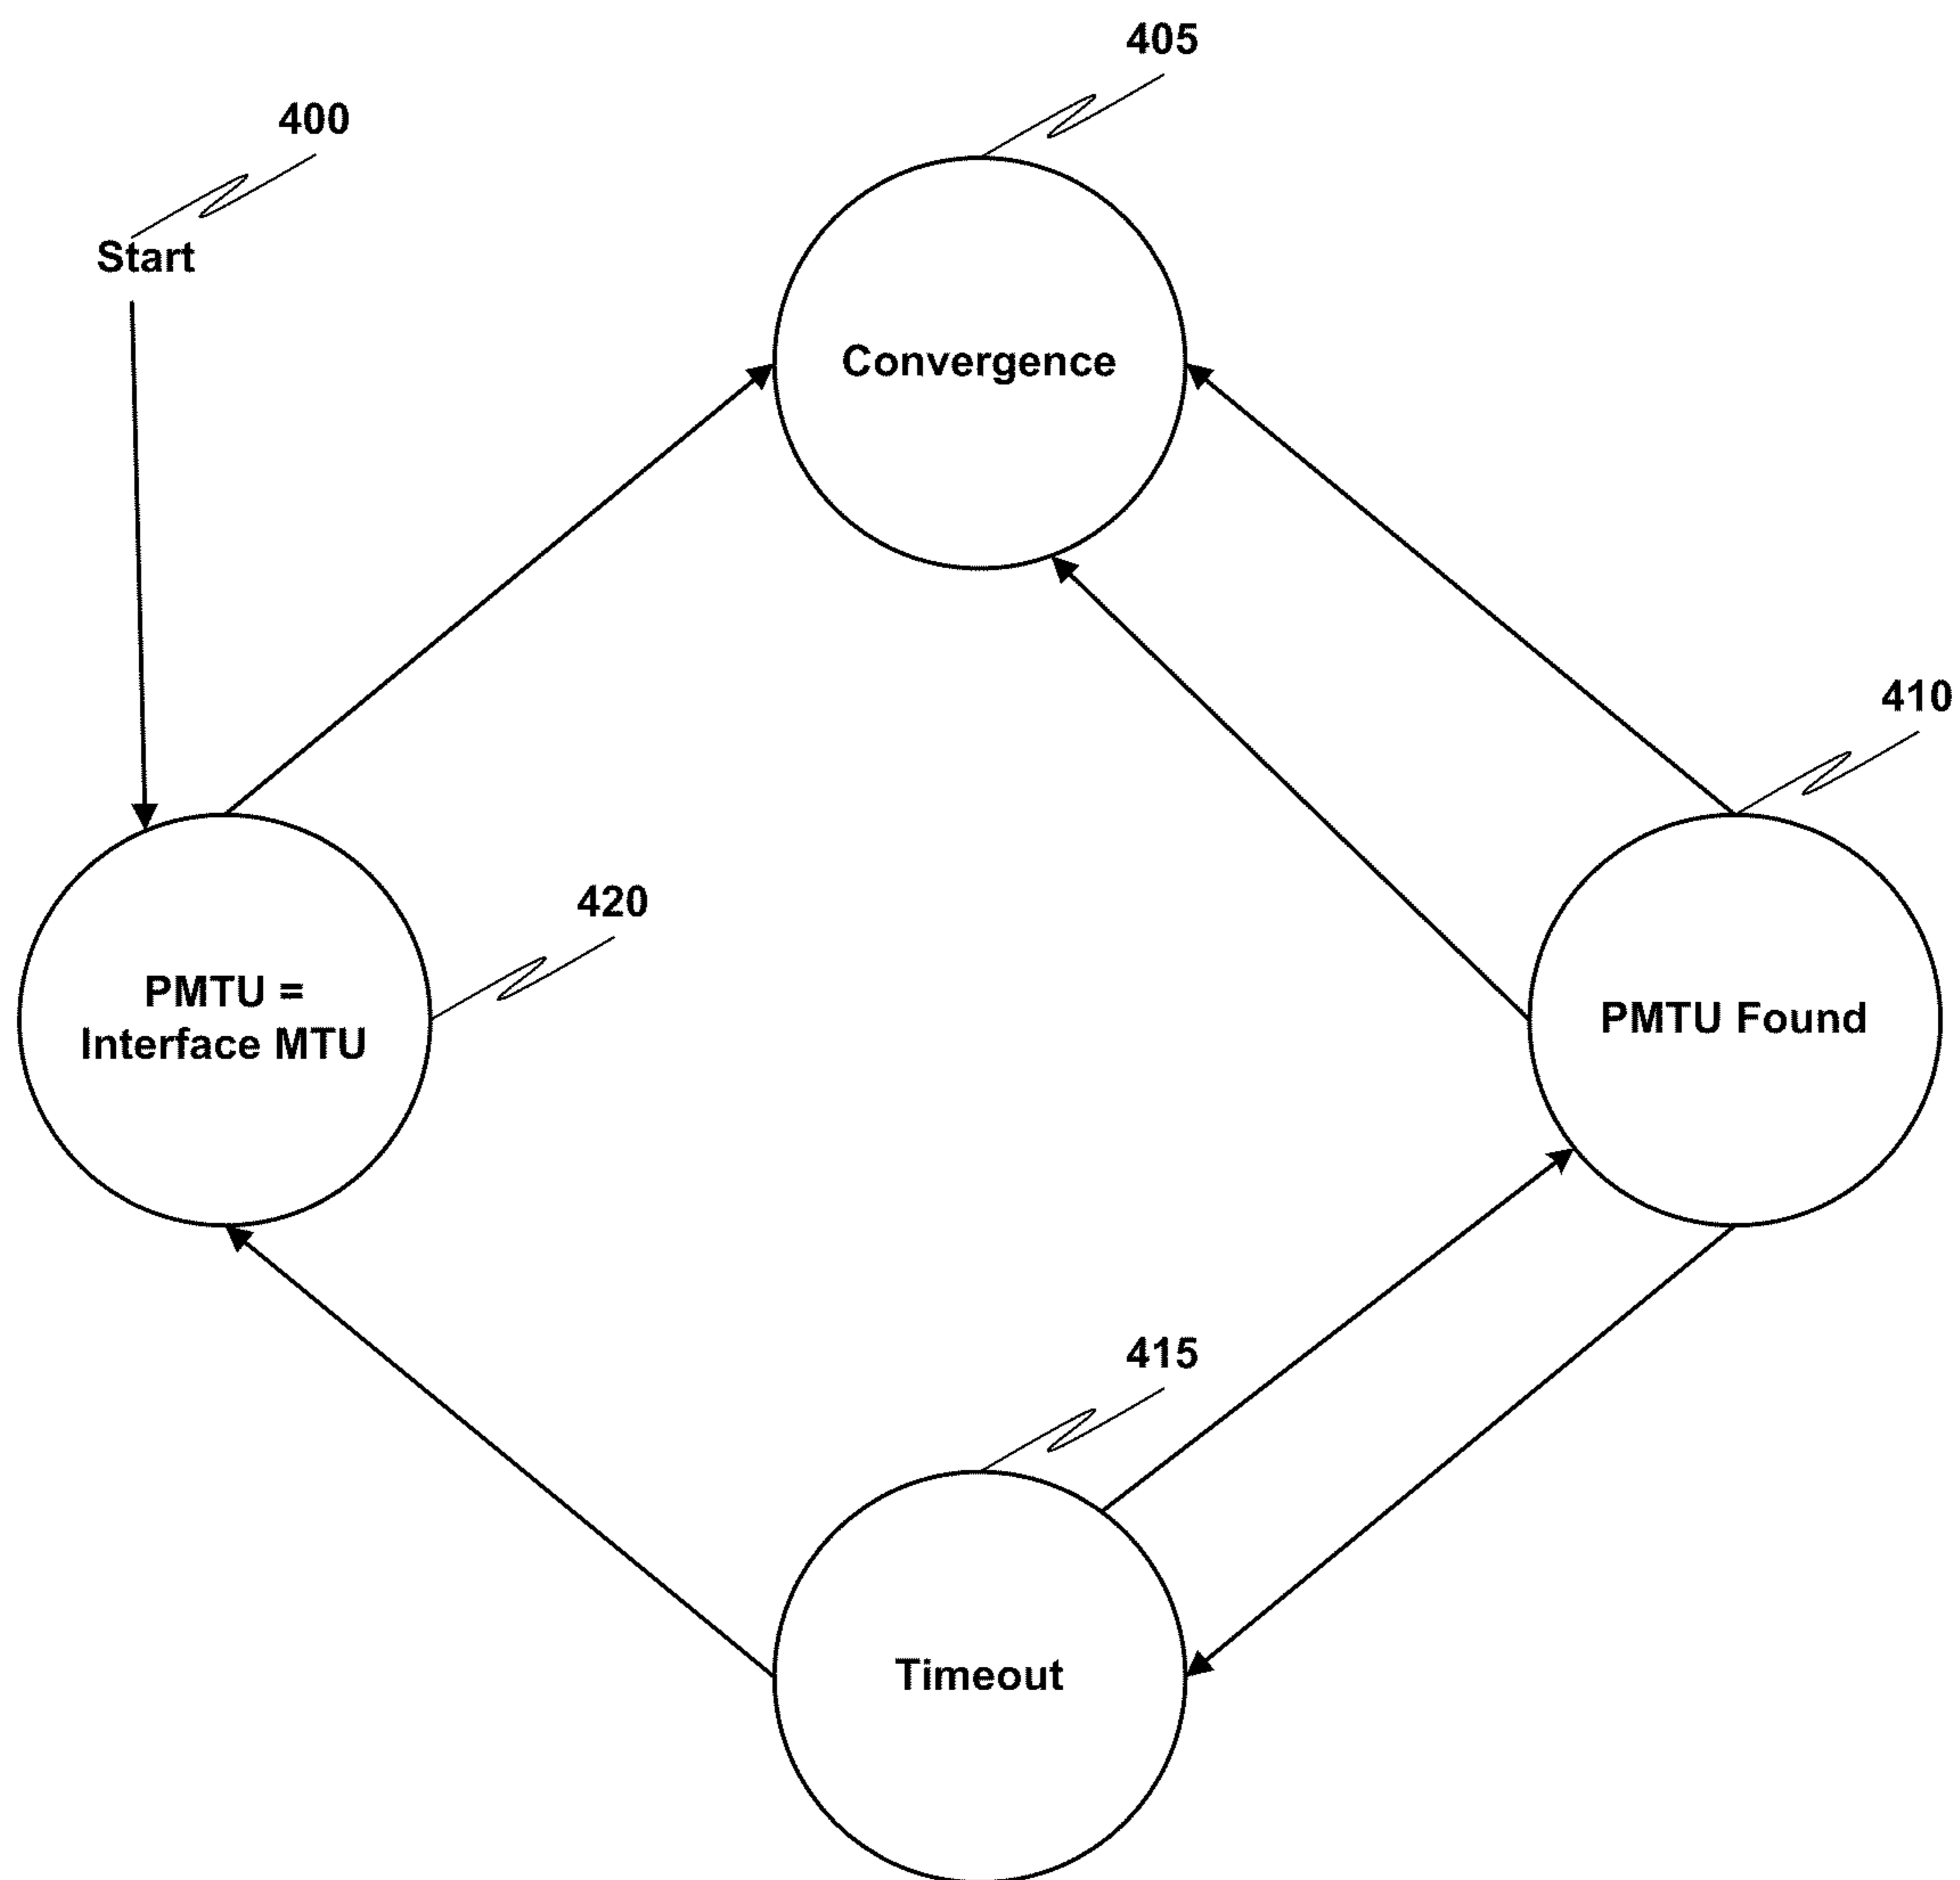 405
400
Start
Convergence
410
420
PMTU =
Interface MTU
PMTU Found
415
Timeout